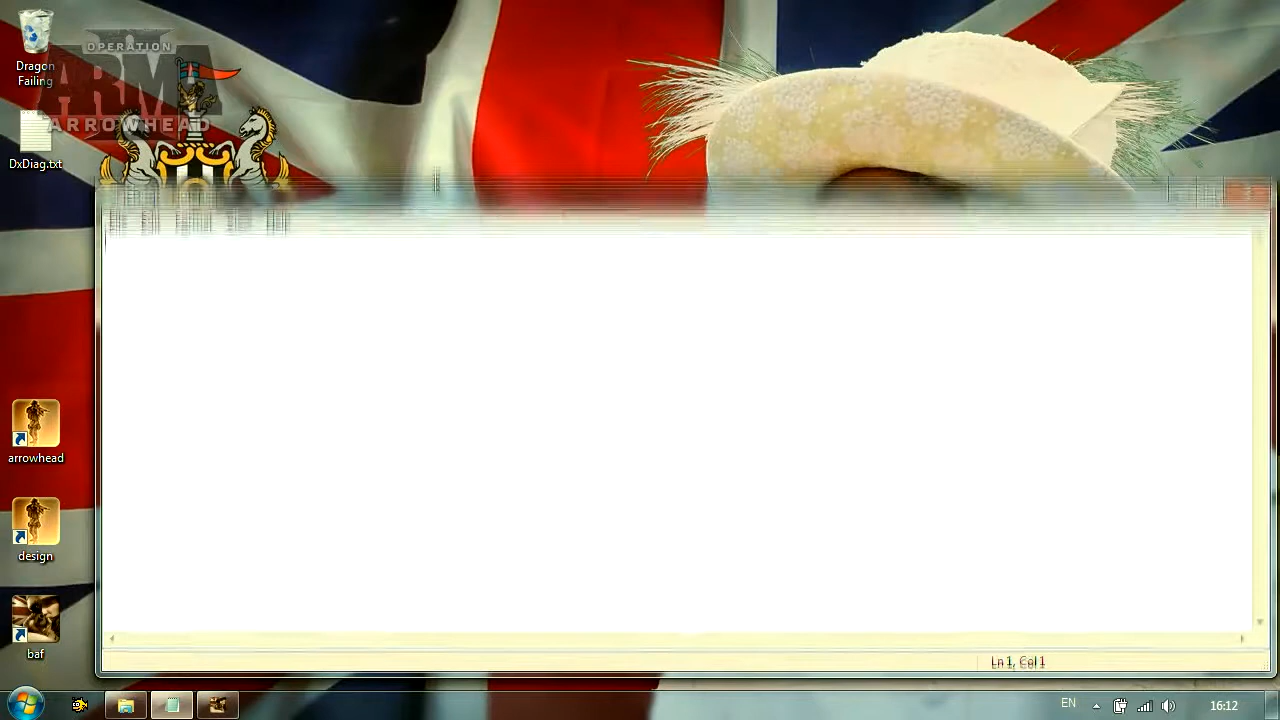 Dragon
Failing
OPERATION
ARMA
ARROWHEAD
DxDiag.txt
arrowhead
design
baf
Ln 1, Col 1
EN
16:12